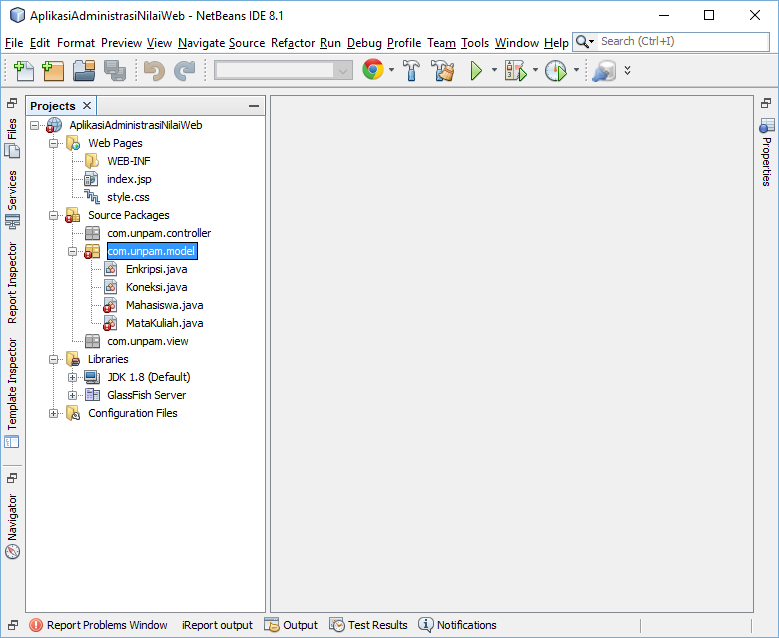 AplikasiAdministrasiNilaiWeb - NetBeans IDE 8.1
File Edit Format Preview View Navigate Source Refactor Run Debug Profile Team Tools Window Help Search (Ctrl+I)
Projects
AplikasiAdministrasiNilaiWeb
Web Pages
WEB-INF
index.jsp
style.css
Source Packages
com.unpam.controller
com.unpam.model
Enkripsi.java
Koneksi.java
Mahasiswa.java
MataKuliah.java
com.unpam.view
Libraries
JDK 1.8 (Default)
GlassFish Server
Configuration Files
Files
Services
Report Inspector
Template Inspector
Navigator
Properties
Report Problems Window iReport output Output Test Results Notifications